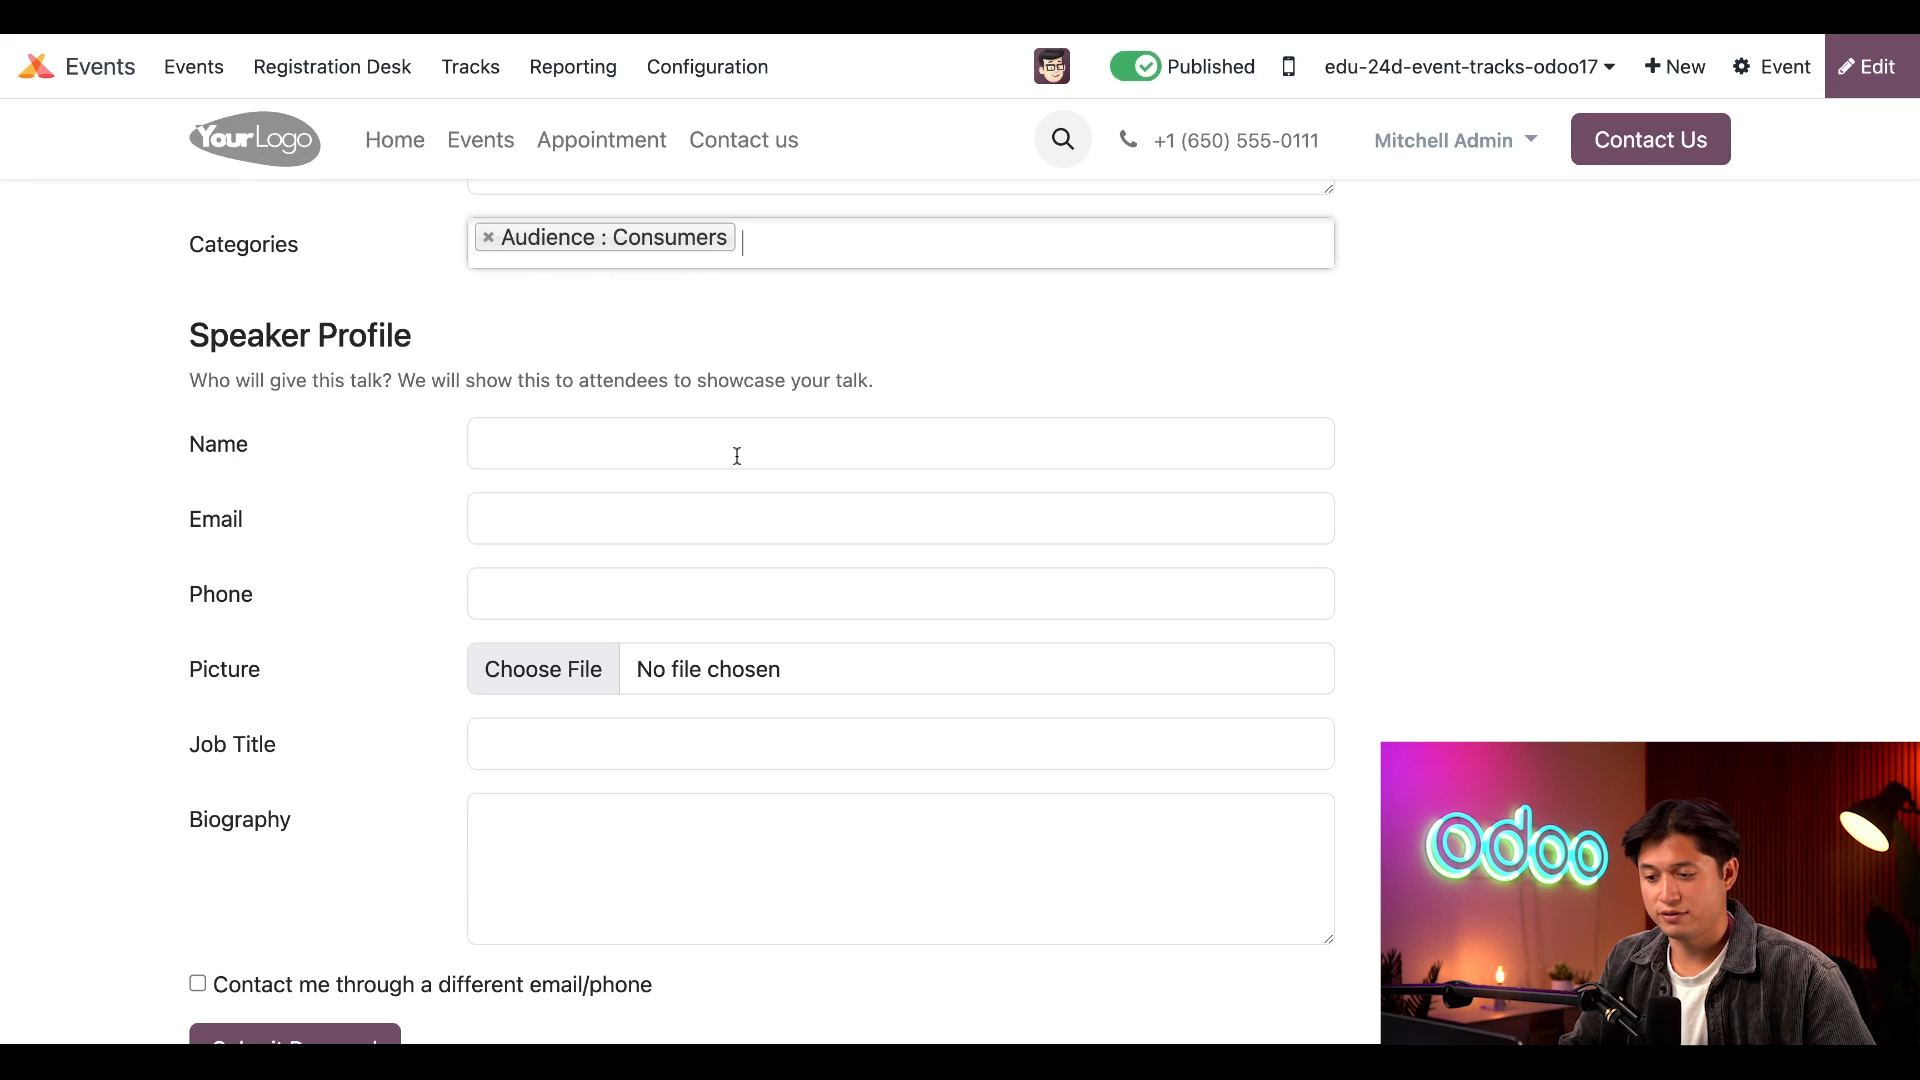 Events Events Registration Desk Tracks Reporting Configuration Published edu-24d-event-tracks-odoo17 New Event Edit
YourLogo Home Events Appointment Contact us +1 (650) 555-0111 Mitchell Admin Contact Us
Categories × Audience : Consumers
Speaker Profile
Who will give this talk? We will show this to attendees to showcase your talk.
Name
Email
Phone
Picture Choose File No file chosen
Job Title
Biography
odoo
Contact me through a different email/phone